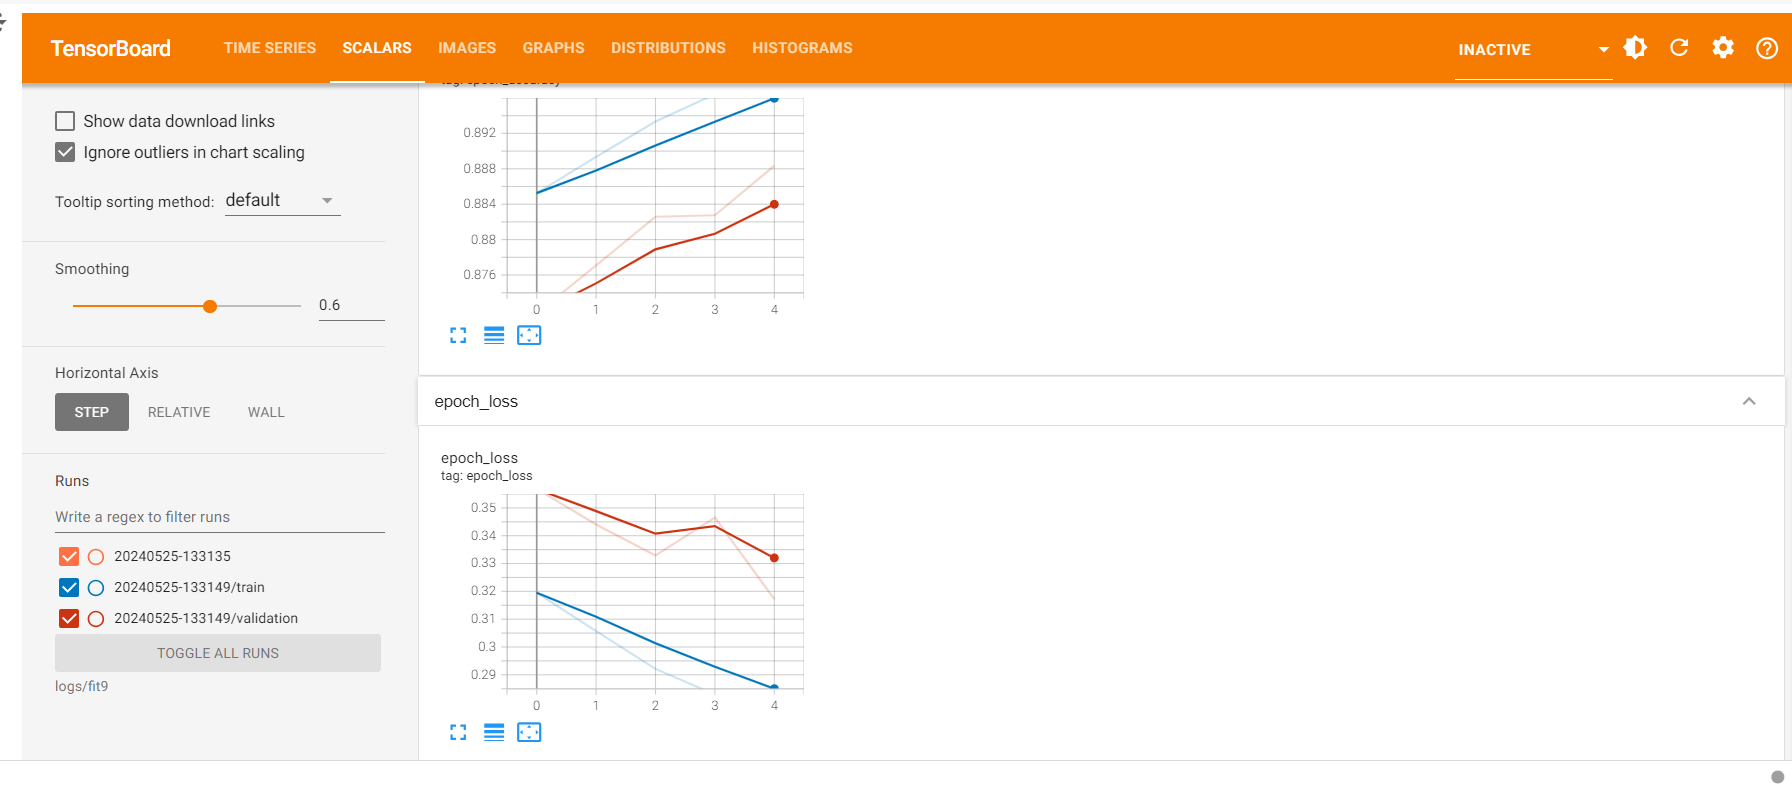 TensorBoard TIME SERIES SCALARS IMAGES GRAPHS DISTRIBUTIONS HISTOGRAMS INACTIVE
Show data download links
Ignore outliers in chart scaling
Tooltip sorting method: default
Smoothing
0.6
Horizontal Axis
STEP RELATIVE WALL
Runs
Write a regex to filter runs
20240525-133135
20240525-133149/train
20240525-133149/validation
TOGGLE ALL RUNS
logs/fit9
0.892
0.888
0.884
0.88
0.876
0 1 2 3 4
epoch_loss
epoch_loss
tag: epoch_loss
0.35
0.34
0.33
0.32
0.31
0.3
0.29
0 1 2 3 4